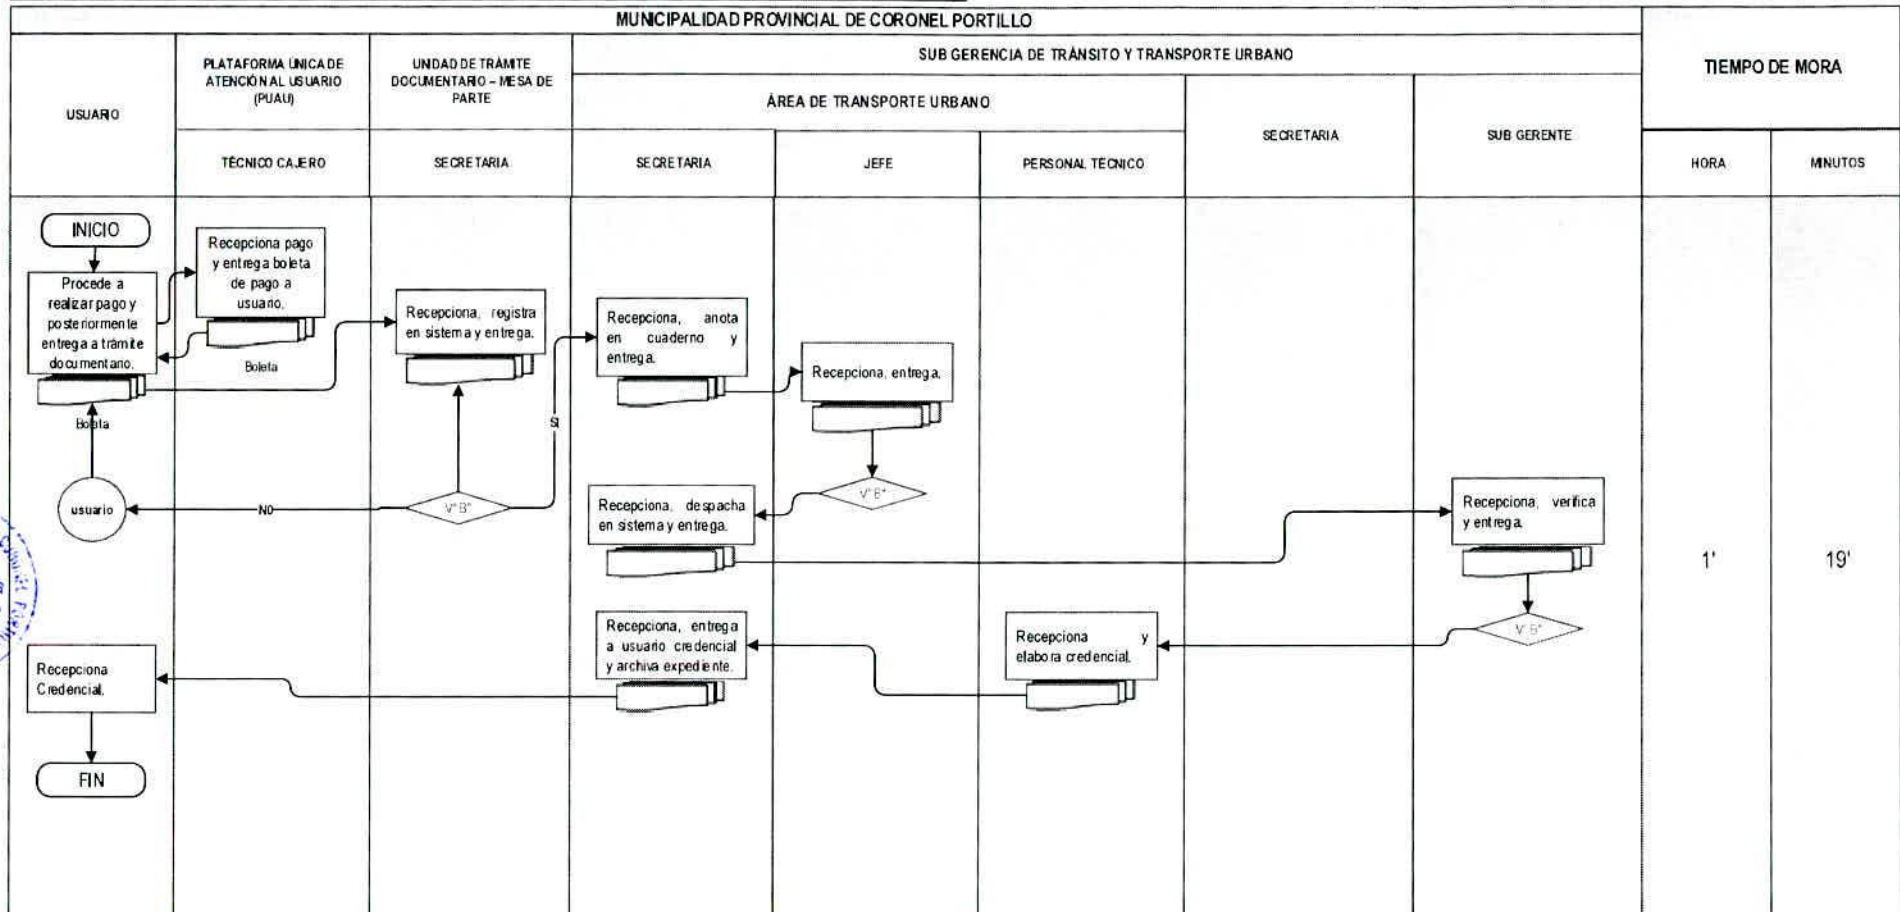 MUNICIPALIDAD PROVINCIAL DE CORONEL PORTILLO
TIEMPO DE MORA
USUARIO
PLATAFORMA ÚNICA DE
ATENCIÓN AL USUARIO
(PUAU)
UNIDAD DE TRÁMITE
DOCUMENTARIO – MESA DE
PARTE
SUB GERENCIA DE TRÁNSITO Y TRANSPORTE URBANO
ÁREA DE TRANSPORTE URBANO
SECRETARIA
SUB GERENTE
TÉCNICO CAJERO
SECRETARIA
SECRETARIA
JEFE
PERSONAL TÉCNICO
HORA
MINUTOS
INICIO
Procede a
realizar pago y
posteriormente
entrega a trámite
documentario.
Boleta
Recepciona pago
y entrega boleta
de pago a
usuario.
Boleta
Recepciona, registra
en sistema y entrega.
V°B°
NO
usuario
SI
Recepciona, anota
en cuaderno y
entrega.
Recepciona, entrega.
V°B°
Recepciona, despacha
en sistema y entrega.
Recepciona, verifica
y entrega.
V°B°
Recepciona y
elabora credencial.
Recepciona, entrega
a usuario credencial
y archiva expediente.
Recepciona
Credencial.
FIN
1'
19'